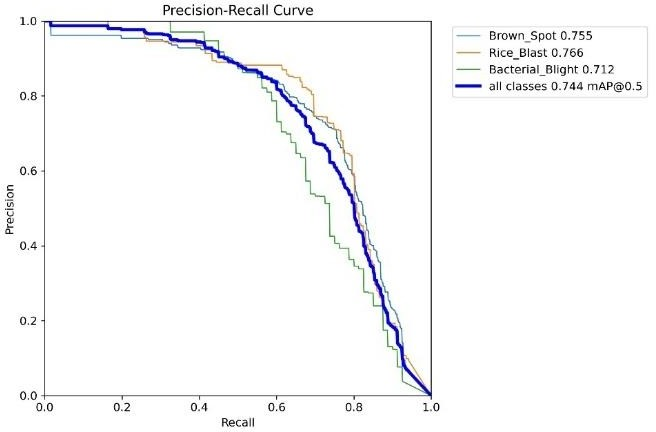 Precision-Recall Curve
Brown_Spot 0.755
Rice_Blast 0.766
Bacterial_Blight 0.712
all classes 0.744 mAP@0.5
Precision
1.0
0.8
0.6
0.4
0.2
0.0
0.0 0.2 0.4 0.6 0.8 1.0
Recall